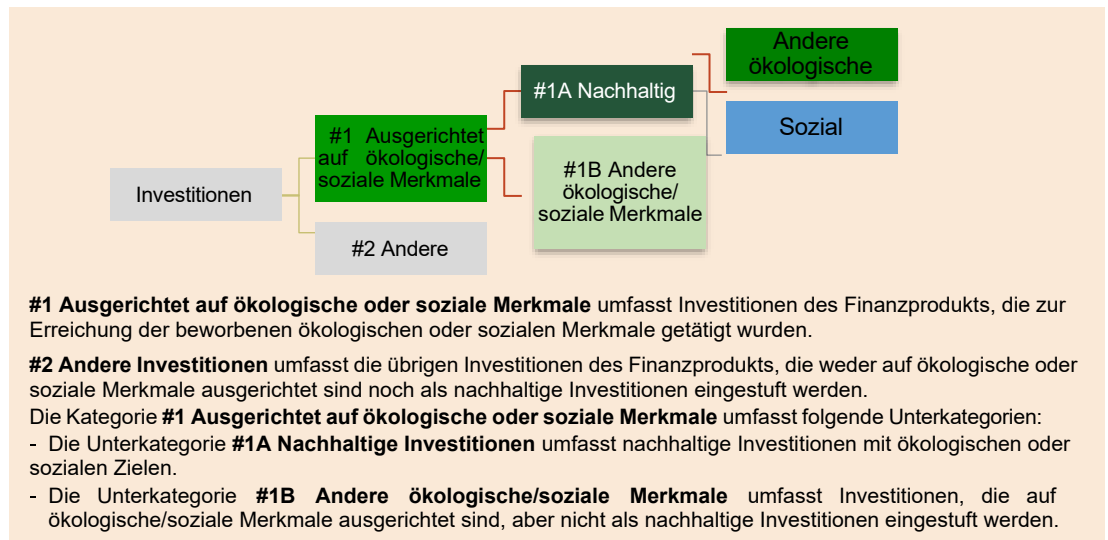 Andere
ökologische
#1A Nachhaltig
Sozial
#1 Ausgerichtet
auf ökologische/
soziale Merkmale
#1B Andere
ökologische/
soziale Merkmale
Investitionen
#2 Andere
#1 Ausgerichtet auf ökologische oder soziale Merkmale umfasst Investitionen des Finanzprodukts, die zur
Erreichung der beworbenen ökologischen oder sozialen Merkmale getätigt wurden.
#2 Andere Investitionen umfasst die übrigen Investitionen des Finanzprodukts, die weder auf ökologische oder
soziale Merkmale ausgerichtet sind noch als nachhaltige Investitionen eingestuft werden.
Die Kategorie #1 Ausgerichtet auf ökologische oder soziale Merkmale umfasst folgende Unterkategorien:
- Die Unterkategorie #1A Nachhaltige Investitionen umfasst nachhaltige Investitionen mit ökologischen oder
sozialen Zielen.
- Die Unterkategorie #1B Andere ökologische/soziale Merkmale umfasst Investitionen, die auf
ökologische/soziale Merkmale ausgerichtet sind, aber nicht als nachhaltige Investitionen eingestuft werden.